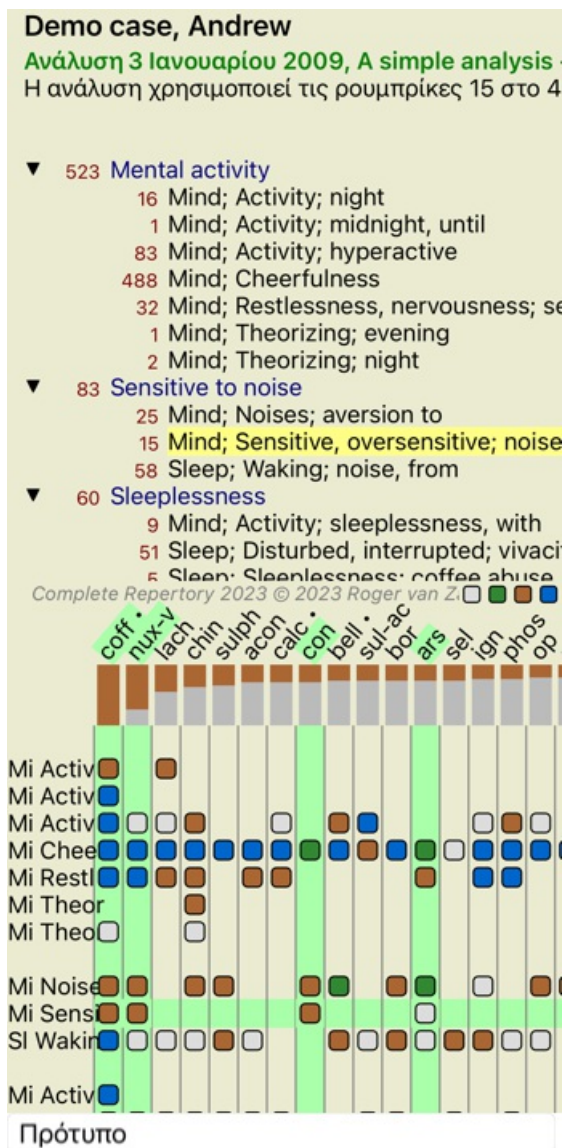 Demo case, Andrew
Ανάλυση 3 Ιανουαρίου 2009, A simple analysis
Η ανάλυση χρησιμοποιεί τις ρουμπρίκες 15 στο 4
▼ 523 Mental activity
16 Mind; Activity; night
1 Mind; Activity; midnight, until
83 Mind; Activity; hyperactive
488 Mind; Cheerfulness
32 Mind; Restlessness, nervousness; se
1 Mind; Theorizing; evening
2 Mind; Theorizing; night
▼ 83 Sensitive to noise
25 Mind; Noises; aversion to
15 Mind; Sensitive, oversensitive; noise
58 Sleep; Waking; noise, from
▼ 60 Sleeplessness
9 Mind; Activity; sleeplessness, with
51 Sleep; Disturbed, interrupted; vivaci
5 Sleep; Sleeplessness; coffee abuse
Complete Repertory 2023 © 2023 Roger van Z
coff • nux-v lach chin sulph acon calc • con bell • sul-ac bor ars sel ign phos op
Mi Activ
Mi Activ
Mi Activ
Mi Chee
Mi Restl
Mi Theor
Mi Theo
Mi Noise
Mi Sensi
Sl Wakin
Mi Activ
Πρότυπο